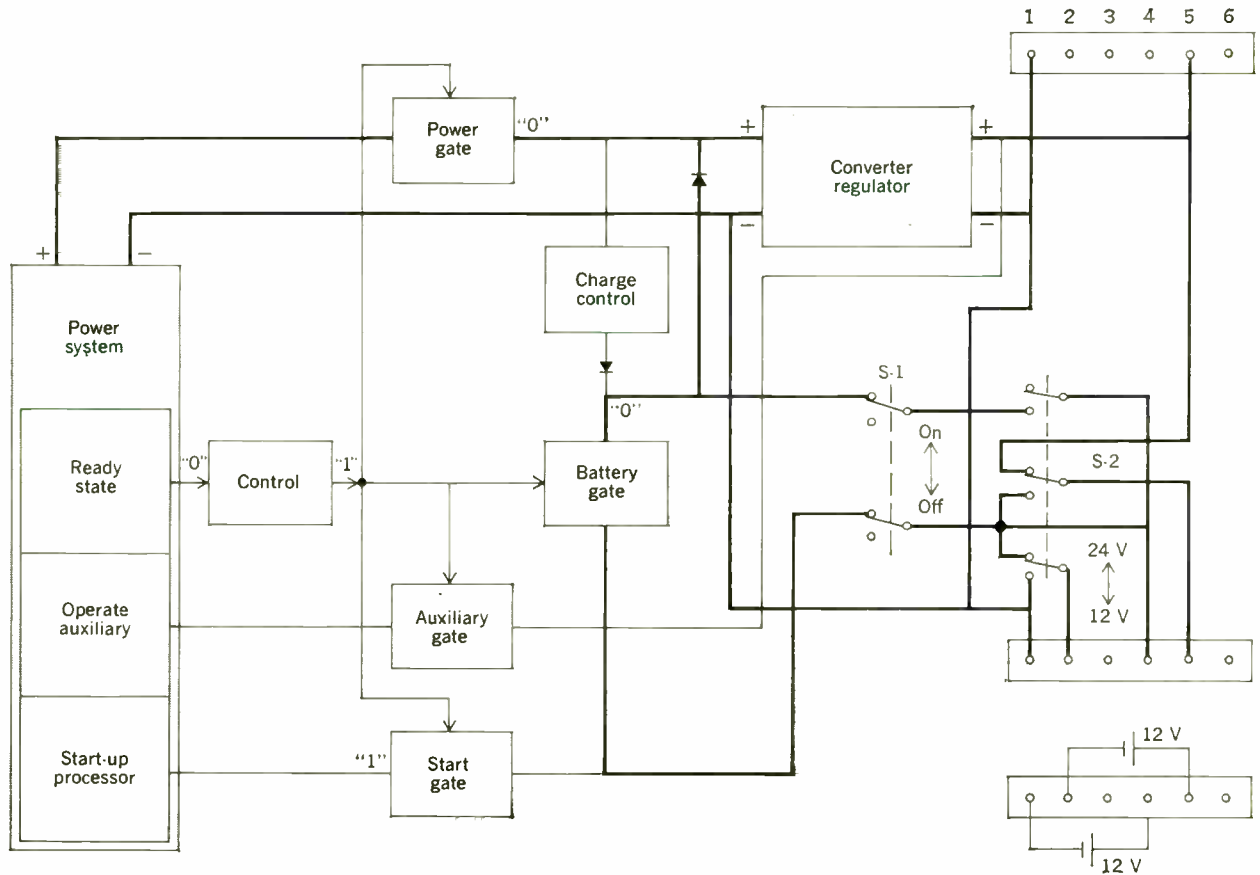 1 2 3 4 5 6
Power
gate
"0"
+
+
Converter
regulator
+
−
−
−
Charge
control
Power
system
S-1
"0"
On
Off
S-2
Ready
state
"0"
Control
"1"
Battery
gate
24 V
12 V
Operate
auxiliary
Auxiliary
gate
Start-up
processor
"1"
Start
gate
12 V
12 V